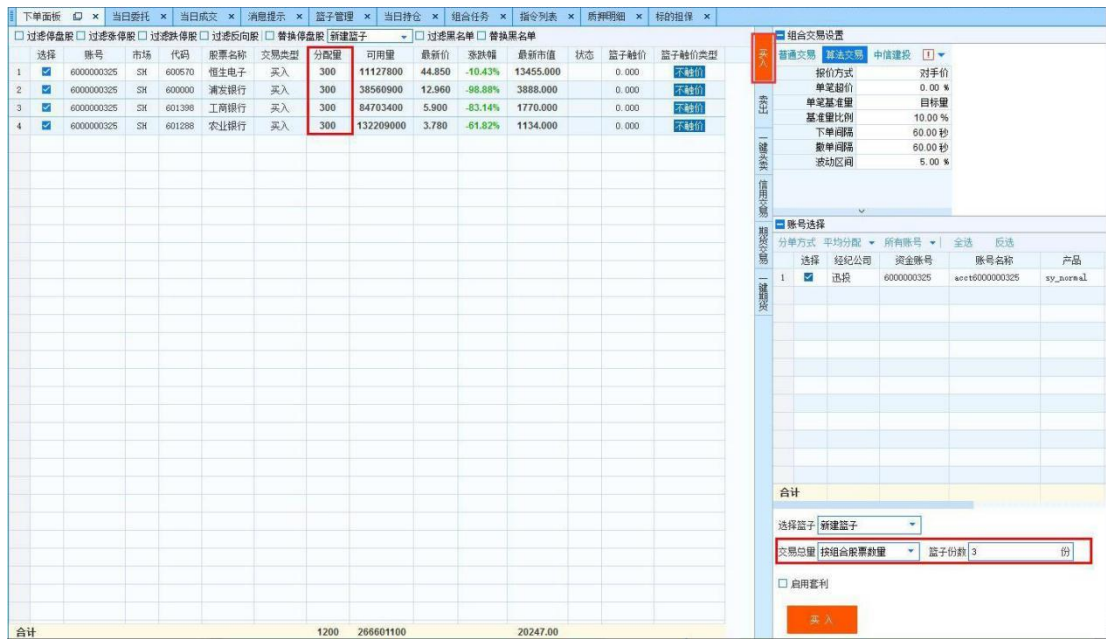 下单面板 × 当日委托 × 当日成交 × 消息提示 × 篮子管理 × 当日持仓 × 组合任务 × 指令列表 × 质押明细 × 标的担保 ×
过滤停盘股 过滤涨停股 过滤跌停股 过滤反向股 替换停盘股 新建篮子 过滤黑名单 替换黑名单
选择 账号 市场 代码 股票名称 交易类型 分配量 可用量 最新价 涨跌幅 最新市值 状态 篮子触价 篮子触价类型
1 6000000325 SH 600570 恒生电子 买入 300 11127800 44.850 -10.43% 13455.000 0.000 不触价
2 6000000325 SH 600000 浦发银行 买入 300 38560900 12.960 -98.88% 3888.000 0.000 不触价
3 6000000325 SH 601398 工商银行 买入 300 84703400 5.900 -83.14% 1770.000 0.000 不触价
4 6000000325 SH 601288 农业银行 买入 300 132209000 3.780 -61.82% 1134.000 0.000 不触价
合计 1200 266601100 20247.00
买入
卖出
一键买卖
信用交易
期货交易
一键期货
组合交易设置
普通交易 算法交易 中信建投
报价方式 对手价
单笔超价 0.00 %
单笔基准量 目标量
基准量比例 10.00 %
下单间隔 60.00 秒
撤单间隔 60.00 秒
波动区间 5.00 %
账号选择
分单方式 平均分配 所有账号 全选 反选
选择 经纪公司 资金账号 账号名称 产品
1 迅投 6000000325 acct6000000325 sy_normal
合计
选择篮子 新建篮子
交易总量 按组合股票数量 篮子份数 3 份
启用套利
买入